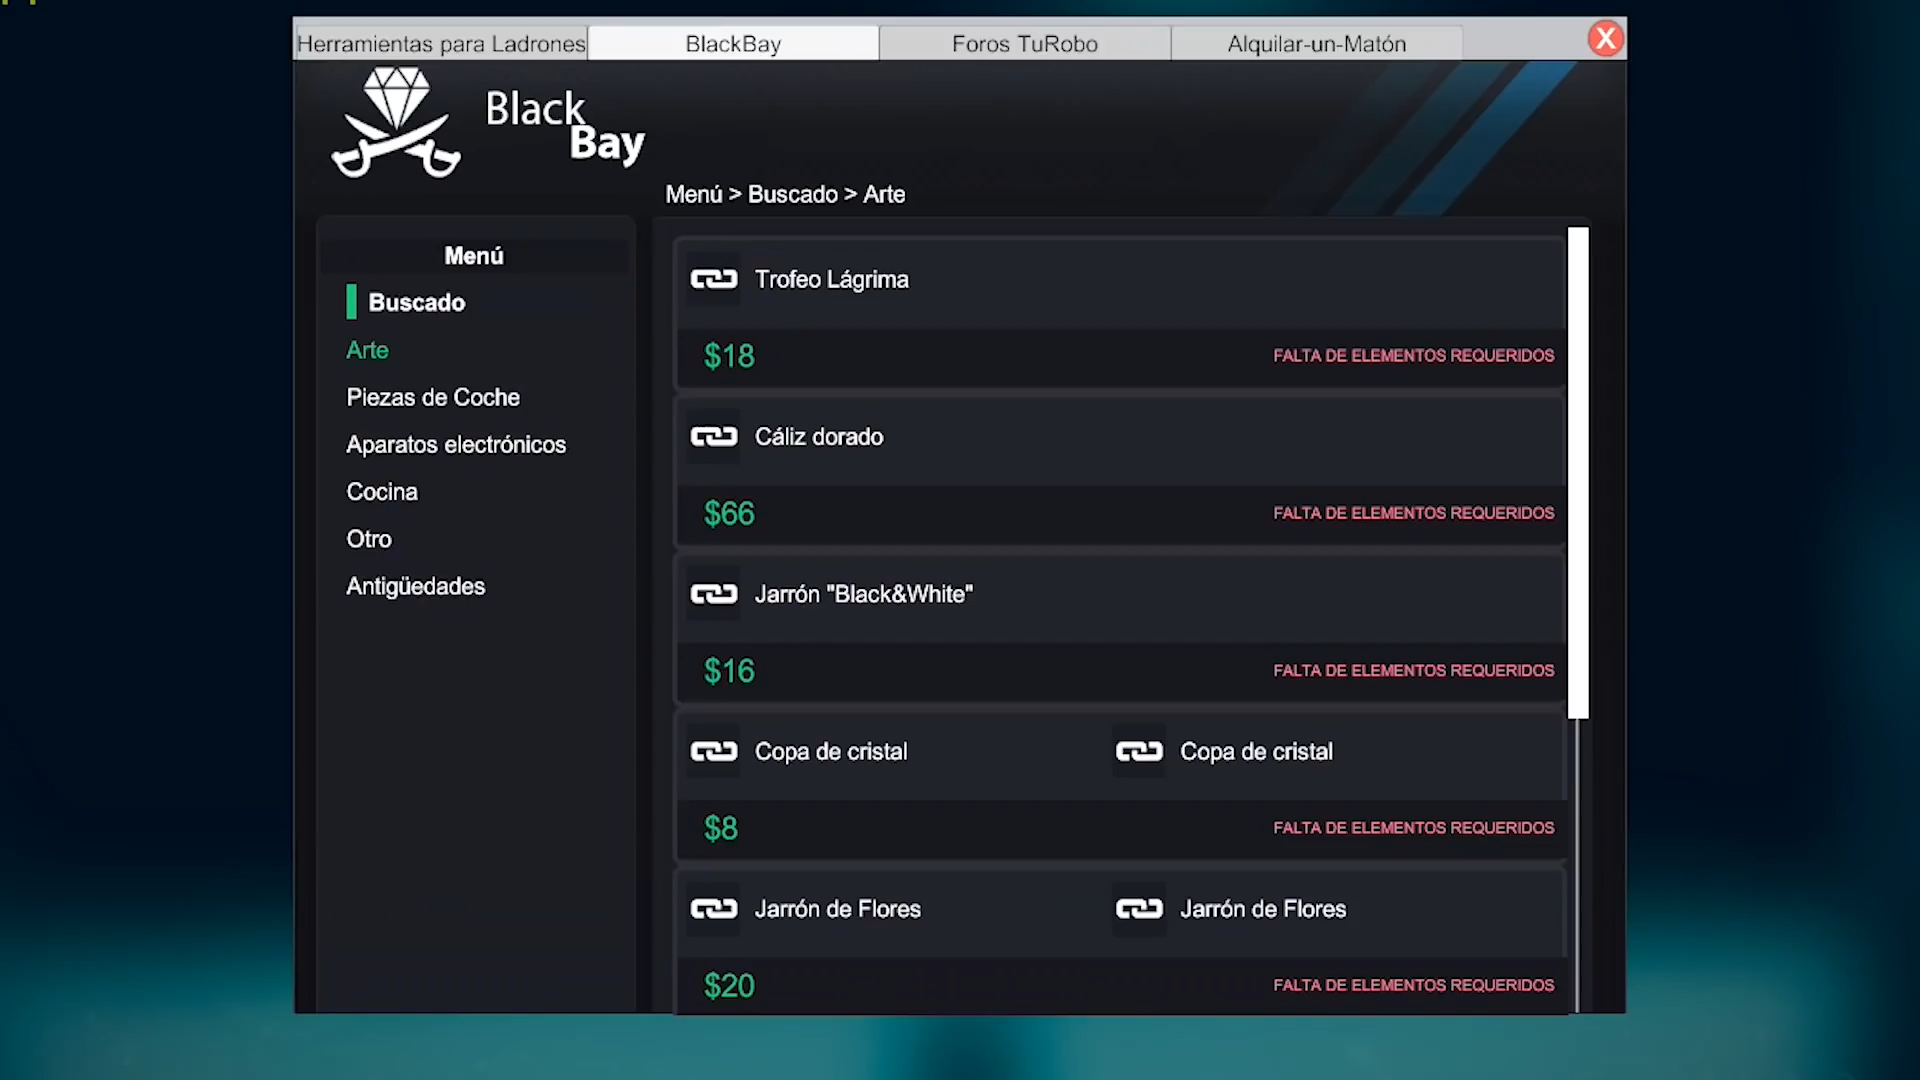 Herramientas para Ladrones
BlackBay
Foros TuRobo
Alquilar-un-Matón
X
Black
Bay
Menú > Buscado > Arte
Menú
Buscado
Arte
Piezas de Coche
Aparatos electrónicos
Cocina
Otro
Antigüedades
Trofeo Lágrima
$18
FALTA DE ELEMENTOS REQUERIDOS
Cáliz dorado
$66
FALTA DE ELEMENTOS REQUERIDOS
Jarrón "Black&White"
$16
FALTA DE ELEMENTOS REQUERIDOS
Copa de cristal
Copa de cristal
$8
FALTA DE ELEMENTOS REQUERIDOS
Jarrón de Flores
Jarrón de Flores
$20
FALTA DE ELEMENTOS REQUERIDOS